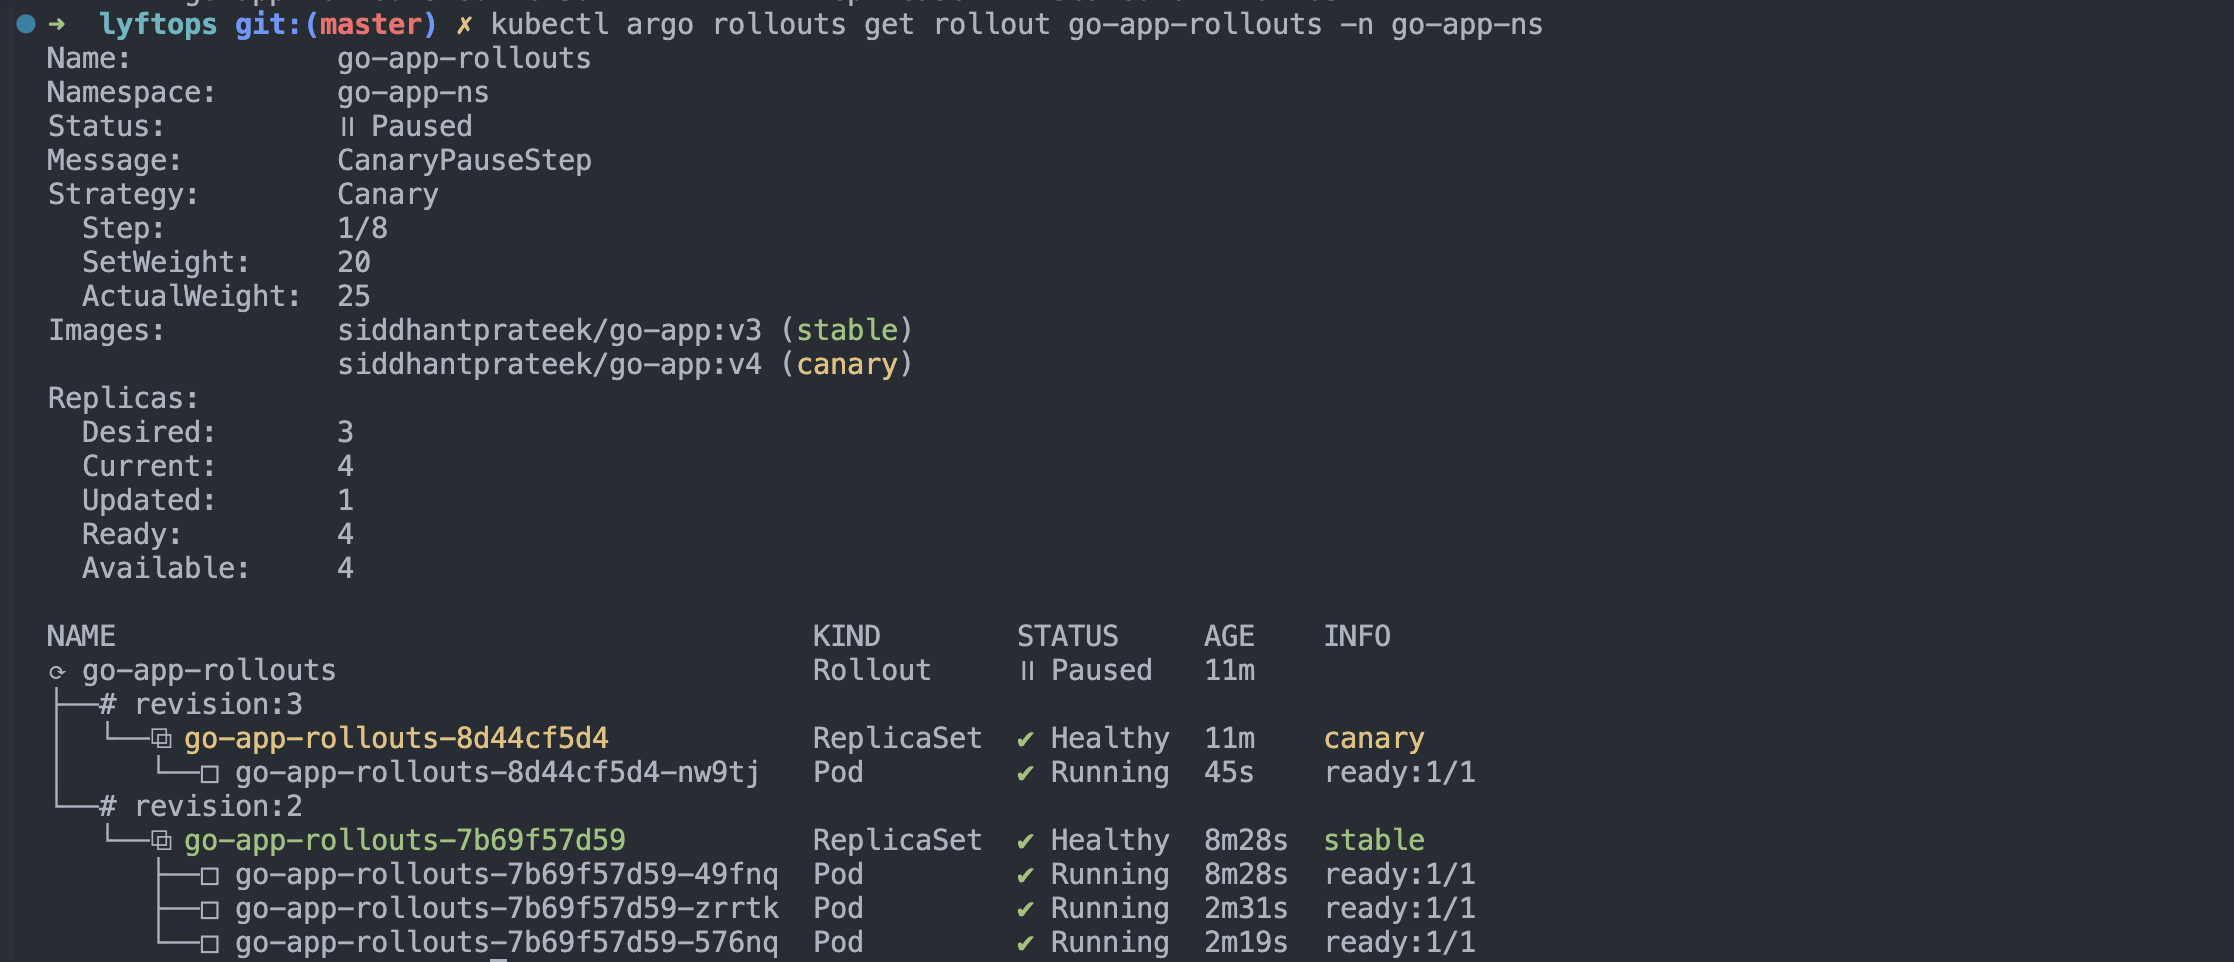 ➜ lyftops git:(master) ✗ kubectl argo rollouts get rollout go-app-rollouts -n go-app-ns
Name: go-app-rollouts
Namespace: go-app-ns
Status: ॥ Paused
Message: CanaryPauseStep
Strategy: Canary
Step: 1/8
SetWeight: 20
ActualWeight: 25
Images: siddhantprateek/go-app:v3 (stable)
siddhantprateek/go-app:v4 (canary)
Replicas:
Desired: 3
Current: 4
Updated: 1
Ready: 4
Available: 4
NAME KIND STATUS AGE INFO
⟳ go-app-rollouts Rollout ॥ Paused 11m
├──# revision:3
│  └──⧉ go-app-rollouts-8d44cf5d4 ReplicaSet ✔ Healthy 11m canary
│     └──□ go-app-rollouts-8d44cf5d4-nw9tj Pod ✔ Running 45s ready:1/1
└──# revision:2
   └──⧉ go-app-rollouts-7b69f57d59 ReplicaSet ✔ Healthy 8m28s stable
      ├──□ go-app-rollouts-7b69f57d59-49fnq Pod ✔ Running 8m28s ready:1/1
      ├──□ go-app-rollouts-7b69f57d59-zrrtk Pod ✔ Running 2m31s ready:1/1
      └──□ go-app-rollouts-7b69f57d59-576nq Pod ✔ Running 2m19s ready:1/1